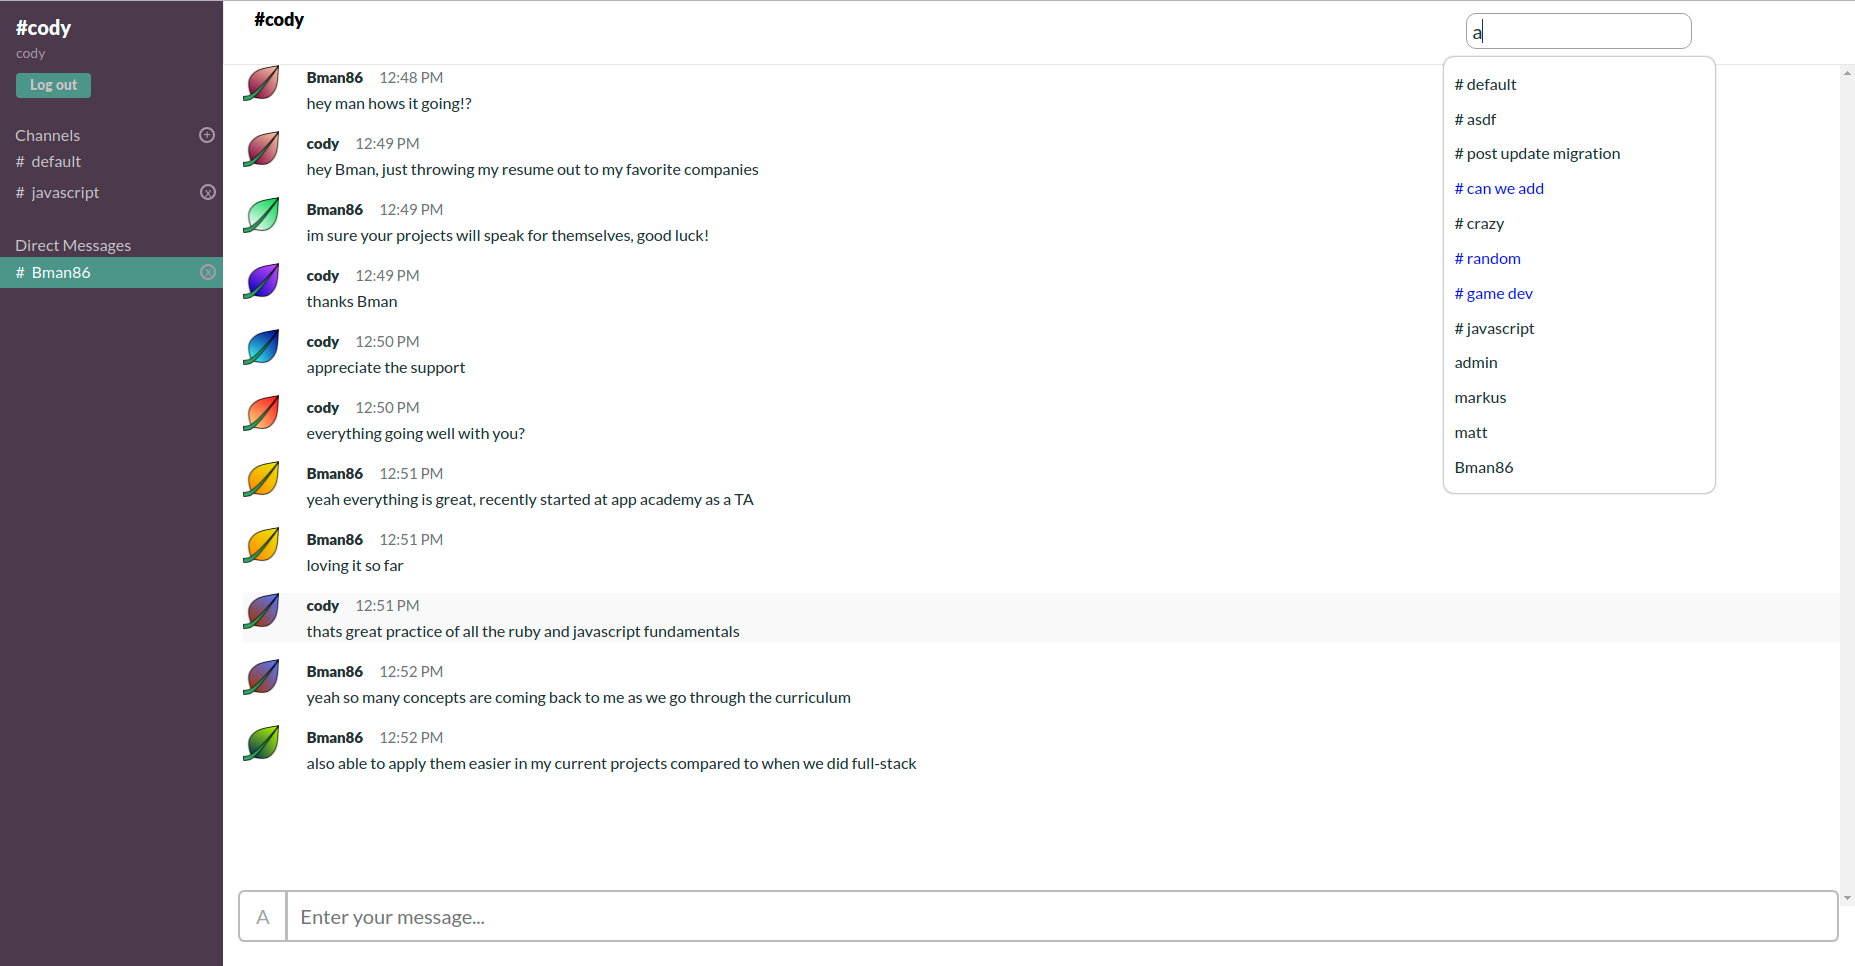 #cody
cody
Log out
Channels +
# default
# javascript x
Direct Messages
# Bman86 x
#cody
a
Bman86 12:48 PM
hey man hows it going!?
cody 12:49 PM
hey Bman, just throwing my resume out to my favorite companies
Bman86 12:49 PM
im sure your projects will speak for themselves, good luck!
cody 12:49 PM
thanks Bman
cody 12:50 PM
appreciate the support
cody 12:50 PM
everything going well with you?
Bman86 12:51 PM
yeah everything is great, recently started at app academy as a TA
Bman86 12:51 PM
loving it so far
cody 12:51 PM
thats great practice of all the ruby and javascript fundamentals
Bman86 12:52 PM
yeah so many concepts are coming back to me as we go through the curriculum
Bman86 12:52 PM
also able to apply them easier in my current projects compared to when we did full-stack
# default
# asdf
# post update migration
# can we add
# crazy
# random
# game dev
# javascript
admin
markus
matt
Bman86
A Enter your message...